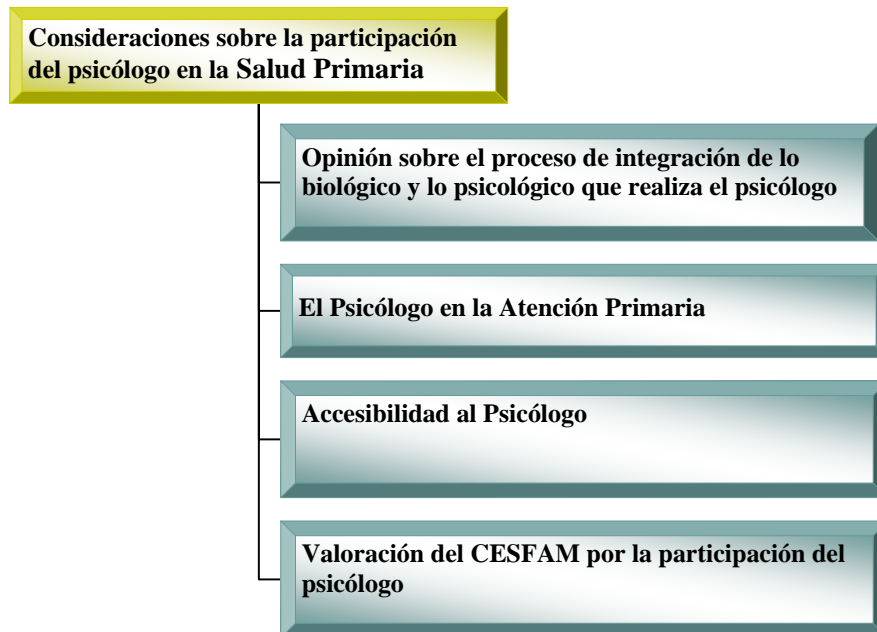 Consideraciones sobre la participación
del psicólogo en la Salud Primaria
Opinión sobre el proceso de integración de lo
biológico y lo psicológico que realiza el psicólogo
El Psicólogo en la Atención Primaria
Accesibilidad al Psicólogo
Valoración del CESFAM por la participación del
psicólogo